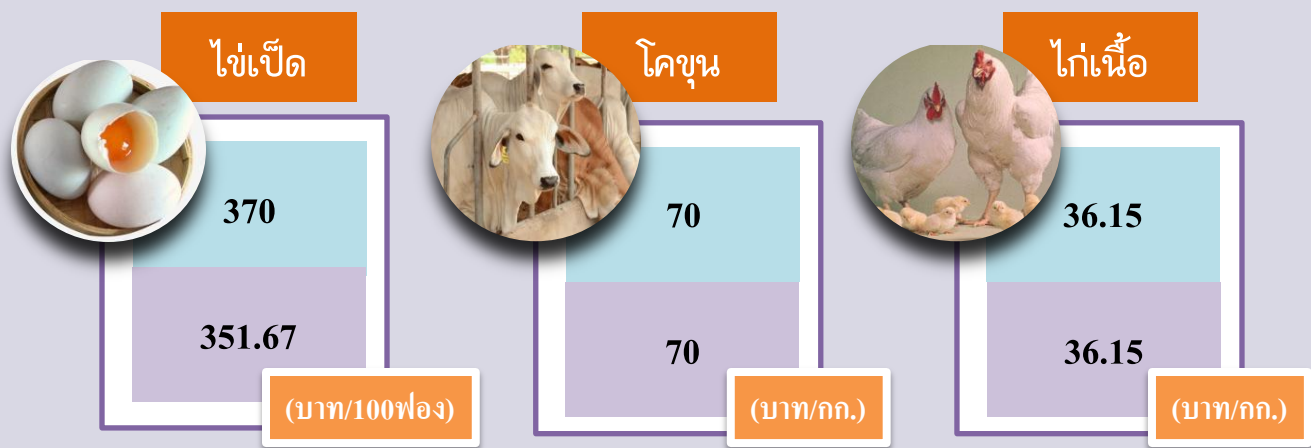 ไข่เป็ด
370
351.67
(บาท/100ฟอง)
โคขุน
70
70
(บาท/กก.)
ไก่เนื้อ
36.15
36.15
(บาท/กก.)